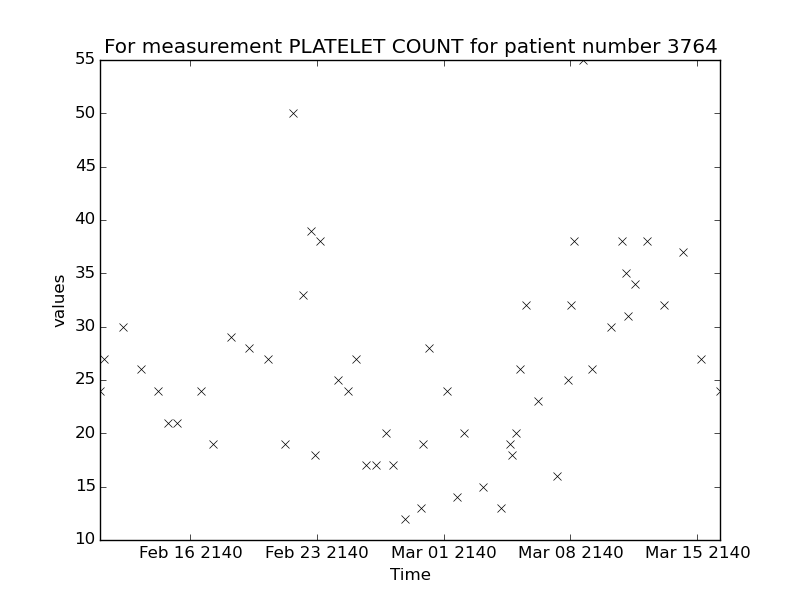 For measurement PLATELET COUNT for patient number 3764
55
50
45
40
35
30
25
20
15
10
values
Feb 16 2140 Feb 23 2140 Mar 01 2140 Mar 08 2140 Mar 15 2140
Time